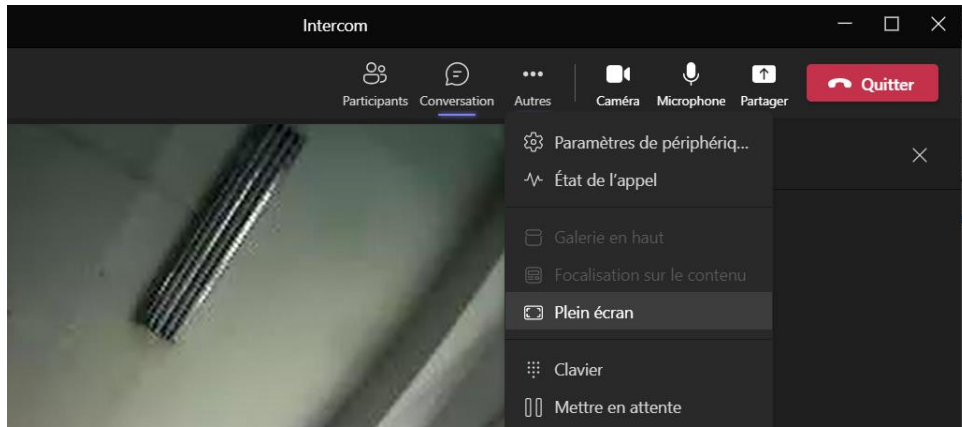 Intercom
Participants Conversation Autres Caméra Microphone Partager Quitter
Paramètres de périphériq...
État de l'appel
Galerie en haut
Focalisation sur le contenu
Plein écran
Clavier
Mettre en attente